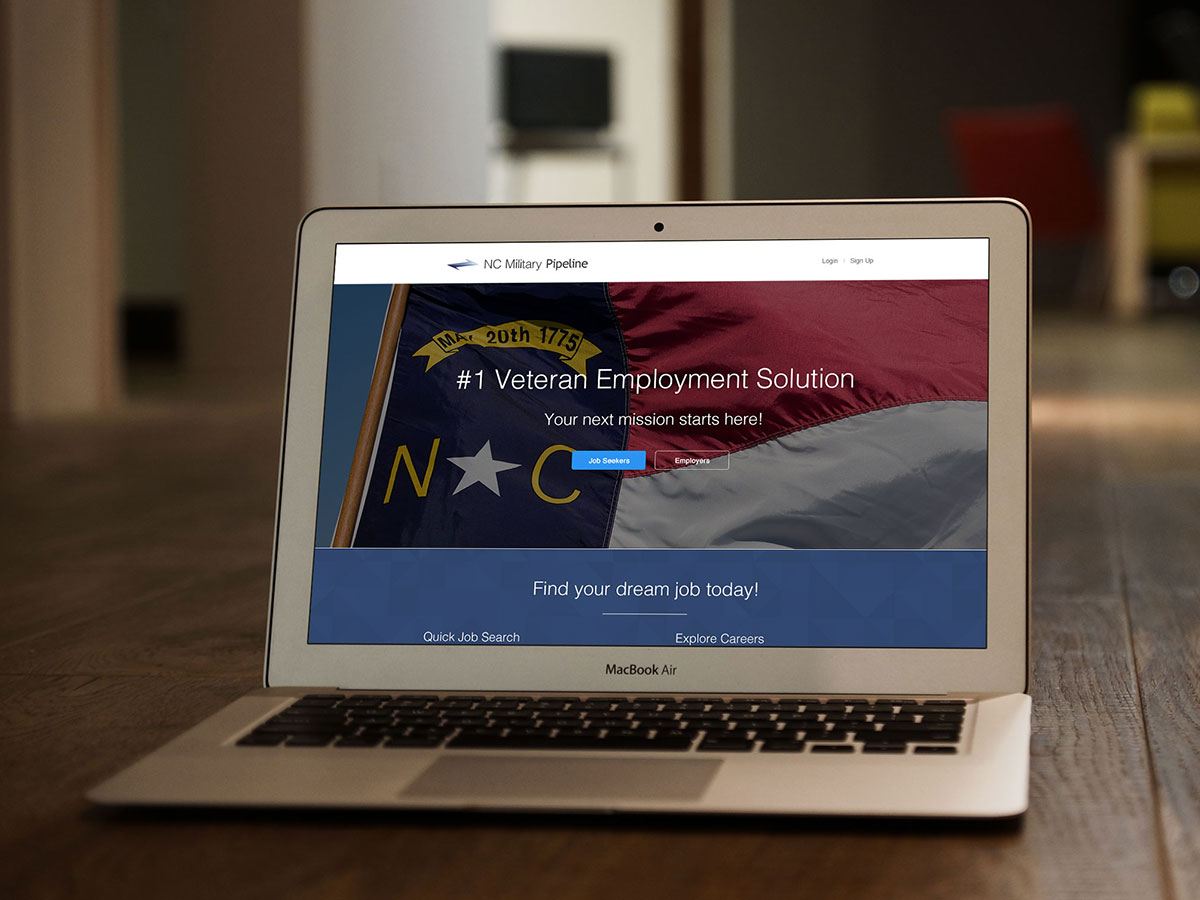 NC Military Pipeline
Login | Sign Up
MAY 20th 1775
#1 Veteran Employment Solution
Your next mission starts here!
N C
Job Seekers
Employers
Find your dream job today!
Quick Job Search
Explore Careers
MacBook Air